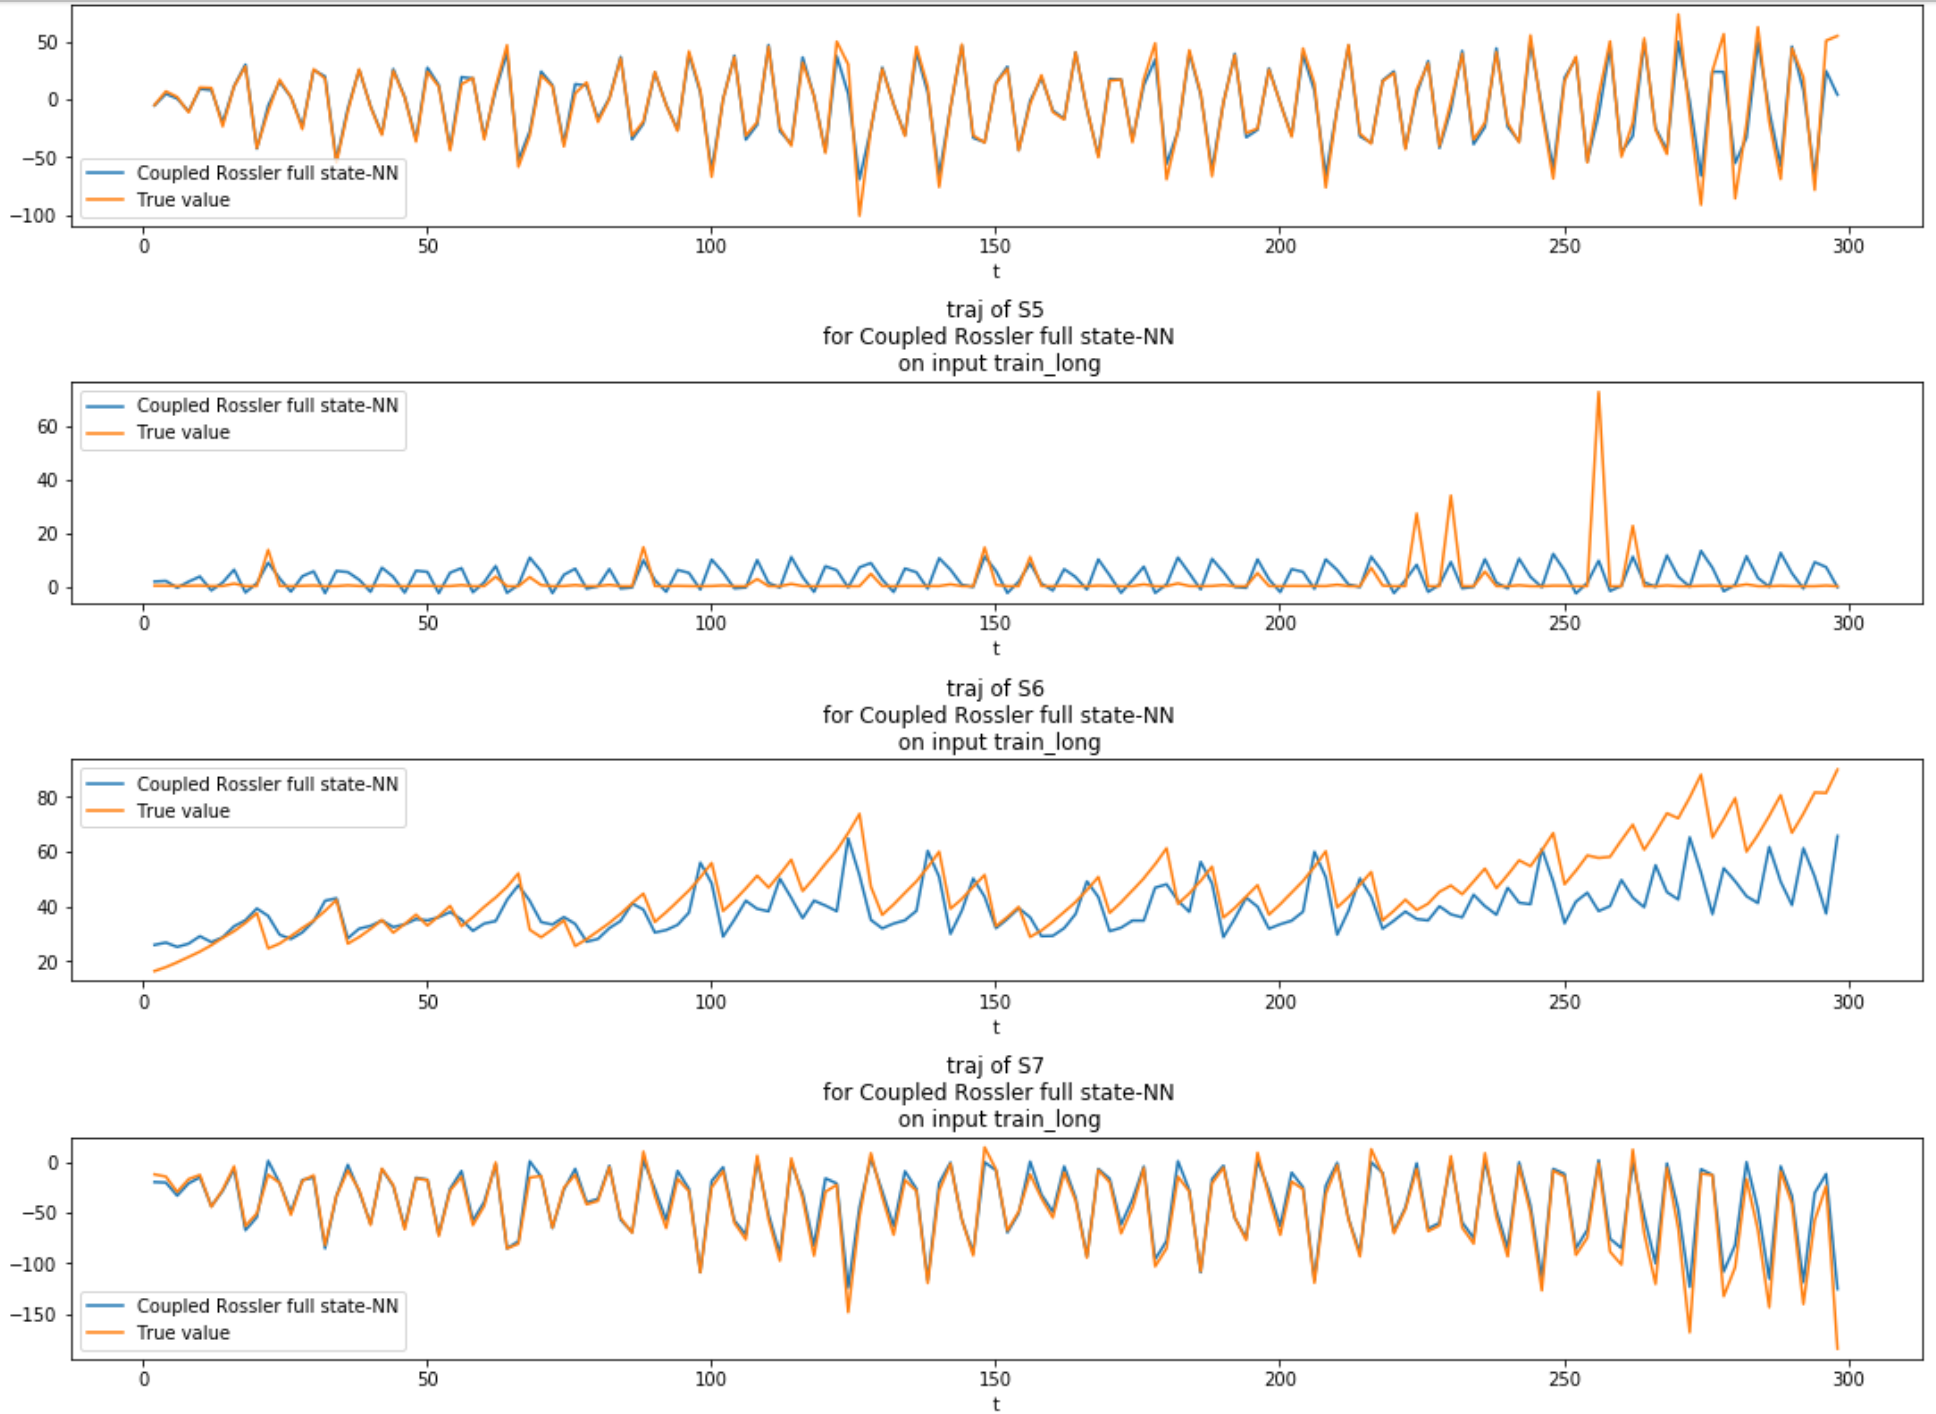 50
0
−50
−100
Coupled Rossler full state-NN
True value
0 50 100 150 200 250 300
t
traj of S5
for Coupled Rossler full state-NN
on input train_long
60
40
20
0
Coupled Rossler full state-NN
True value
0 50 100 150 200 250 300
t
traj of S6
for Coupled Rossler full state-NN
on input train_long
80
60
40
20
Coupled Rossler full state-NN
True value
0 50 100 150 200 250 300
t
traj of S7
for Coupled Rossler full state-NN
on input train_long
0
−50
−100
−150
Coupled Rossler full state-NN
True value
0 50 100 150 200 250 300
t